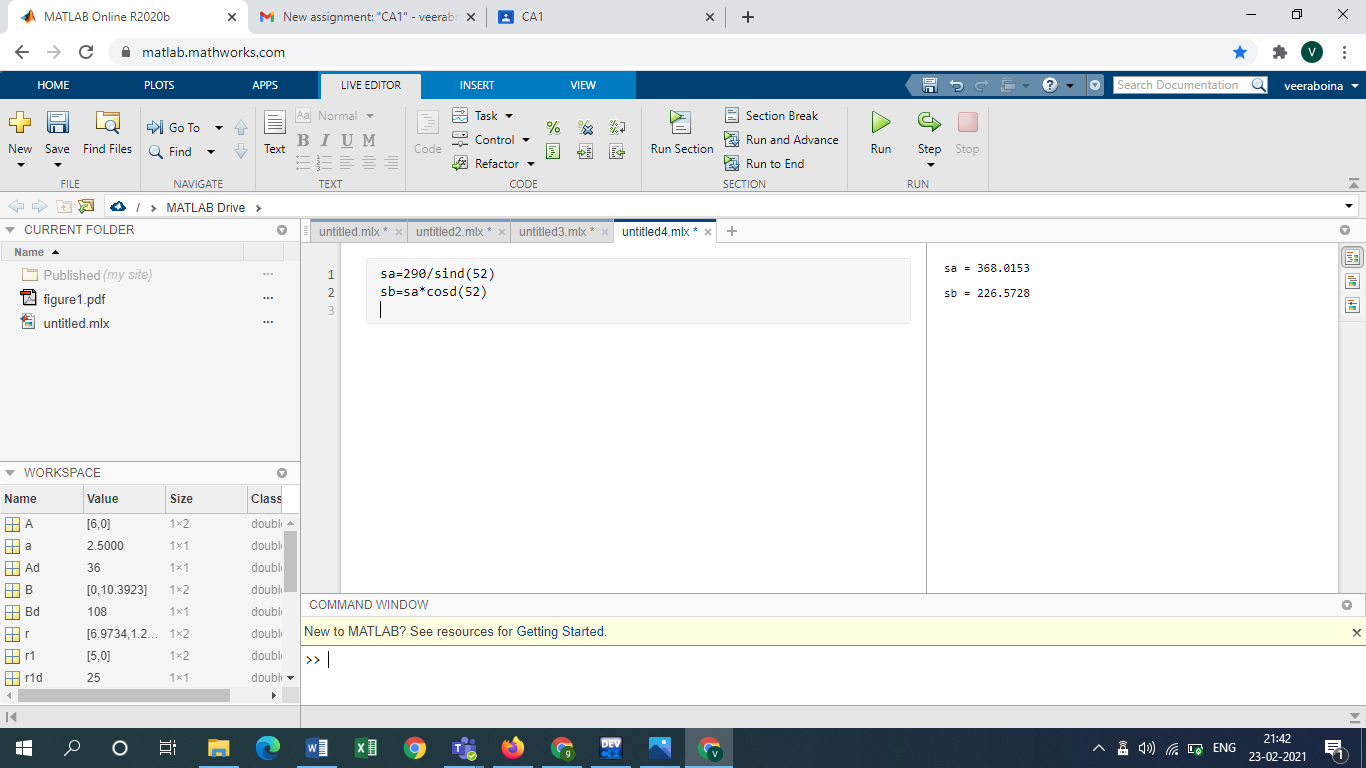 MATLAB Online R2020b
New assignment: "CA1" - veerabo
CA1
matlab.mathworks.com
V
HOME PLOTS APPS LIVE EDITOR INSERT VIEW
Search Documentation
veeraboina
New Save Find Files
FILE
Go To
Find
NAVIGATE
Text
Aa Normal
B I U M
TEXT
Code
Task
Control
Refactor
CODE
Run Section
Section Break
Run and Advance
Run to End
SECTION
Run Step Stop
RUN
/ MATLAB Drive
CURRENT FOLDER
Name
Published (my site)
figure1.pdf
untitled.mlx
untitled.mlx * untitled2.mlx * untitled3.mlx * untitled4.mlx *
1 sa=290/sind(52)
2 sb=sa*cosd(52)
3
sa = 368.0153
sb = 226.5728
WORKSPACE
Name Value Size Class
A [6,0] 1×2 double
a 2.5000 1×1 double
Ad 36 1×1 double
B [0,10.3923] 1×2 double
Bd 108 1×1 double
r [6.9734,1.2... 1×2 double
r1 [5,0] 1×2 double
r1d 25 1×1 double
COMMAND WINDOW
New to MATLAB? See resources for Getting Started.
>>
ENG
21:42
23-02-2021
1